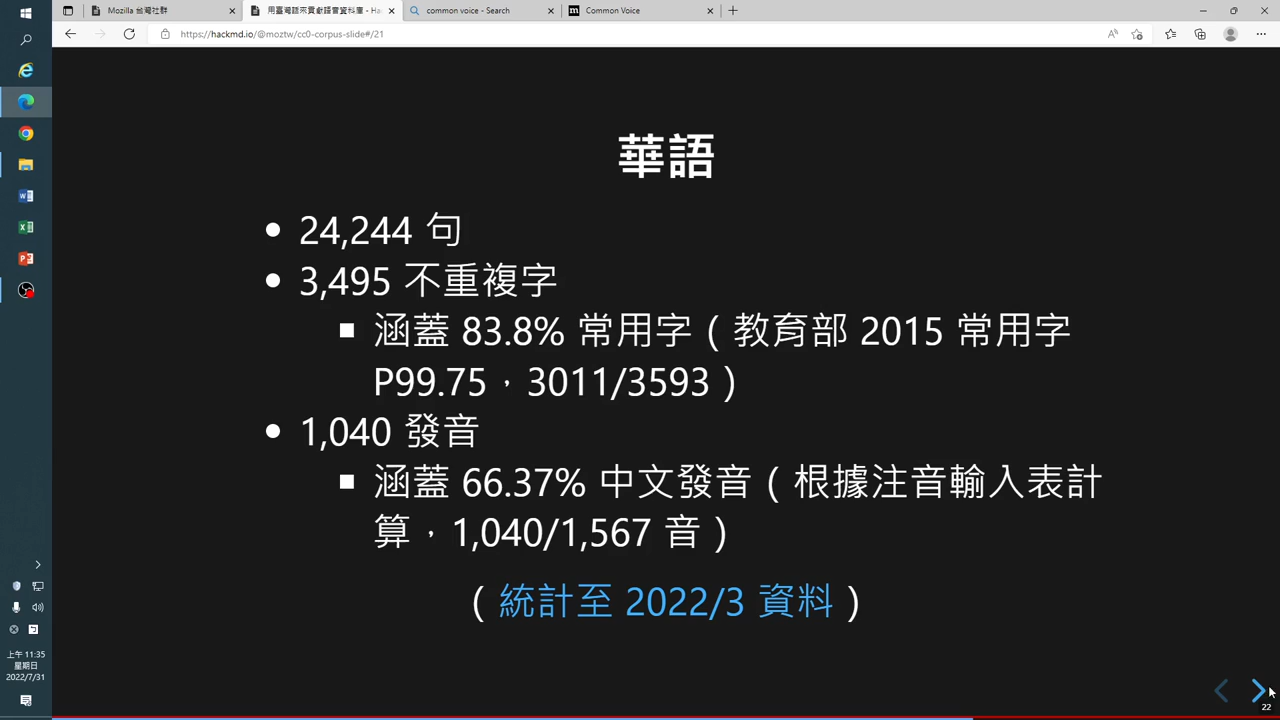 Mozilla 台灣社群
用臺灣語來貢獻語音資料庫 - Ha
common voice - Search
Common Voice
https://hackmd.io/@moztw/cc0-corpus-slide#/21
華語
24,244 句
3,495 不重複字
涵蓋 83.8% 常用字（教育部 2015 常用字
P99.75，3011/3593）
1,040 發音
涵蓋 66.37% 中文發音（根據注音輸入表計
算，1,040/1,567 音）
（統計至 2022/3 資料）
22
上午 11:35
星期日
2022/7/31